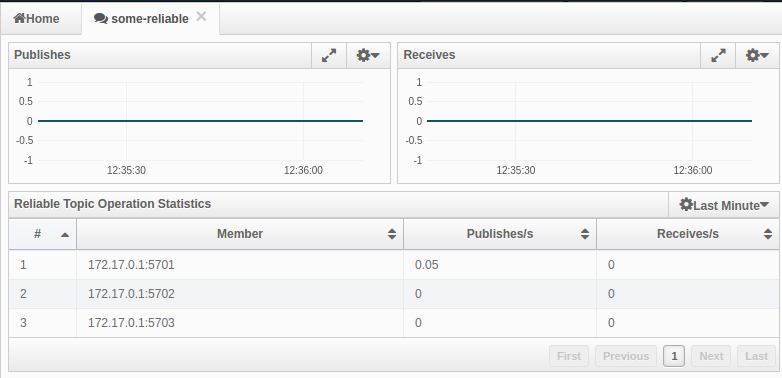 Home some-reliable
Publishes Receives
1 1
0.5 0.5
0 0
-0.5 -0.5
-1 -1
12:35:30 12:36:00 12:35:30 12:36:00
Reliable Topic Operation Statistics Last Minute
# Member Publishes/s Receives/s
1 172.17.0.1:5701 0.05 0
2 172.17.0.1:5702 0 0
3 172.17.0.1:5703 0 0
First Previous 1 Next Last